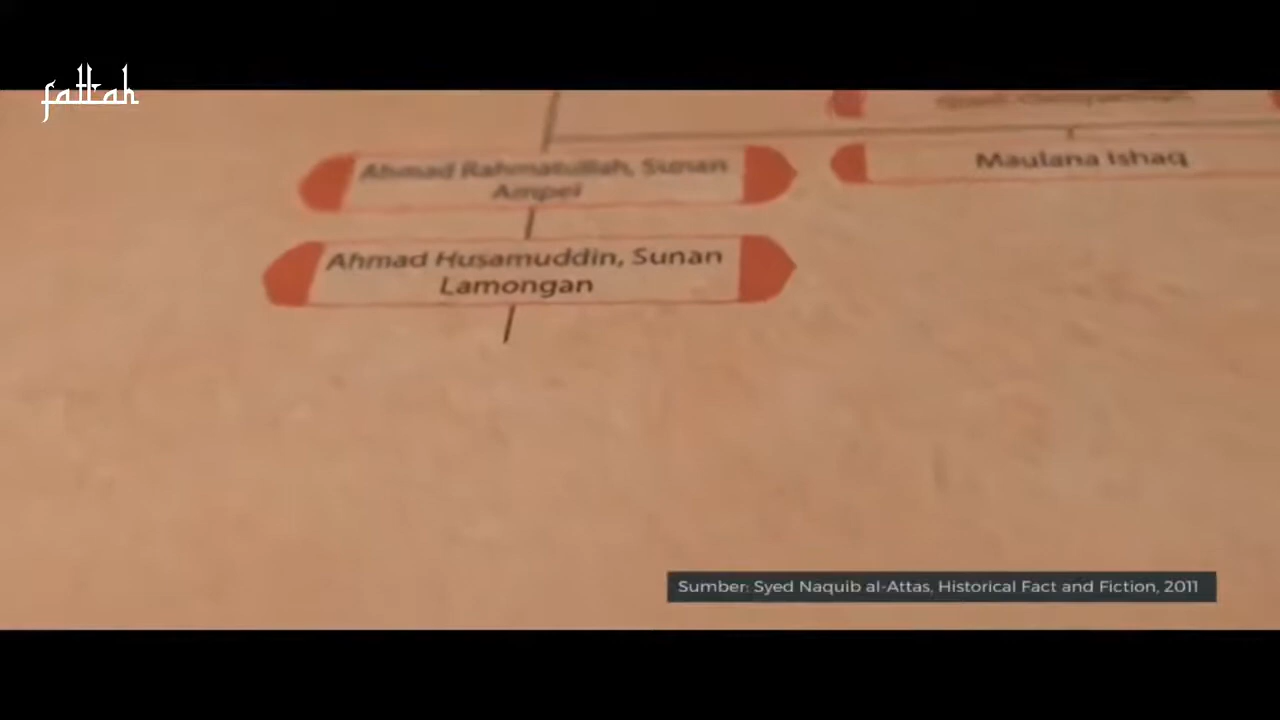 fattah
Ahmad Rahmatullah, Sunan
Ampel
Maulana Ishaq
Ahmad Husamuddin, Sunan
Lamongan
Sumber: Syed Naquib al-Attas, Historical Fact and Fiction, 2011